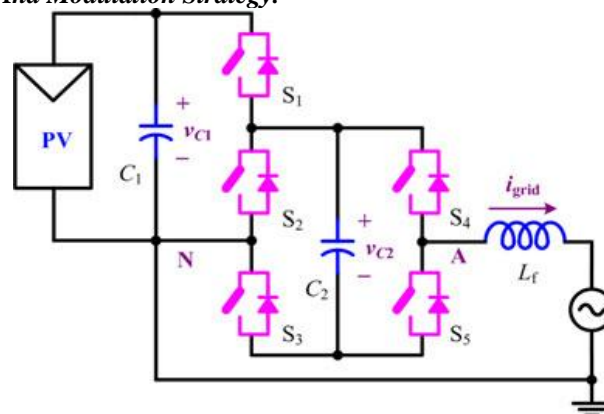 And Modulation Strategy.
S1
+
PV
vC1
C1
−
S2
+
S4
igrid
N
vC2
A
−
Lf
C2
S3
S5